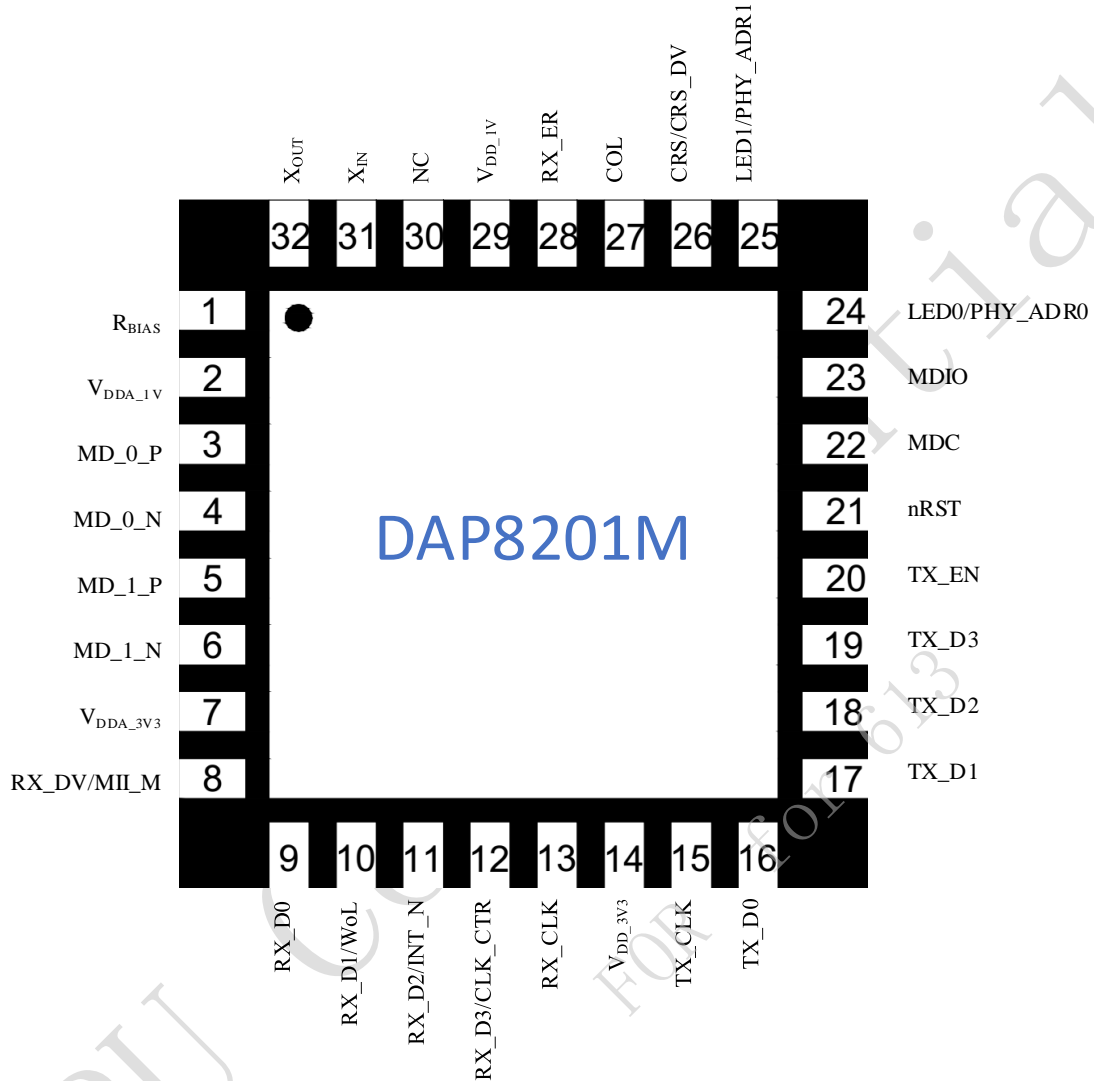 X_OUT
X_IN
NC
V_DD_1V
RX_ER
COL
CRS/CRS_DV
LED1/PHY_ADR1
32
31
30
29
28
27
26
25
R_BIAS 1
V_DDA_1V 2
MD_0_P 3
MD_0_N 4
MD_1_P 5
MD_1_N 6
V_DDA_3V3 7
RX_DV/MII_M 8
DAP8201M
24 LED0/PHY_ADR0
23 MDIO
22 MDC
21 nRST
20 TX_EN
19 TX_D3
18 TX_D2
17 TX_D1
9
10
11
12
13
14
15
16
RX_D0
RX_D1/WoL
RX_D2/INT_N
RX_D3/CLK_CTR
RX_CLK
V_DD_3V3
TX_CLK
TX_D0
FOR for 613